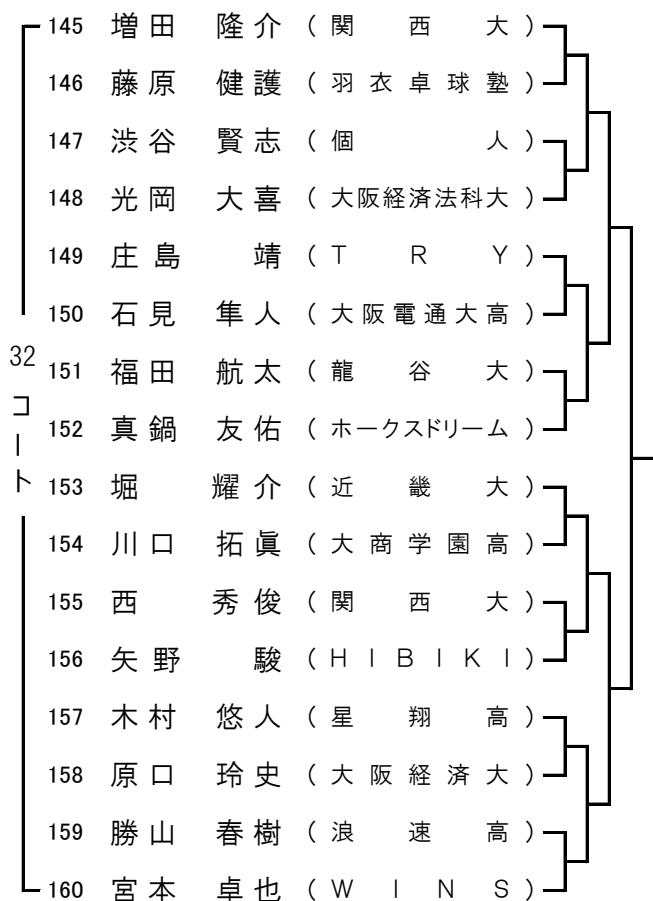 145 増田 隆介 (関西大)
146 藤原 健護 (羽衣卓球塾)
147 渋谷 賢志 (個人)
148 光岡 大喜 (大阪経済法科大)
149 庄島 靖 (TRY)
150 石見 隼人 (大阪電通大高)
151 福田 航太 (龍谷大)
152 真鍋 友佑 (ホークスドリーム)
153 堀 耀介 (近畿大)
154 川口 拓眞 (大商学園高)
155 西 秀俊 (関西大)
156 矢野 駿 (HIBIKI)
157 木村 悠人 (星翔高)
158 原口 玲史 (大阪経済大)
159 勝山 春樹 (浪速高)
160 宮本 卓也 (WINS)
32コート